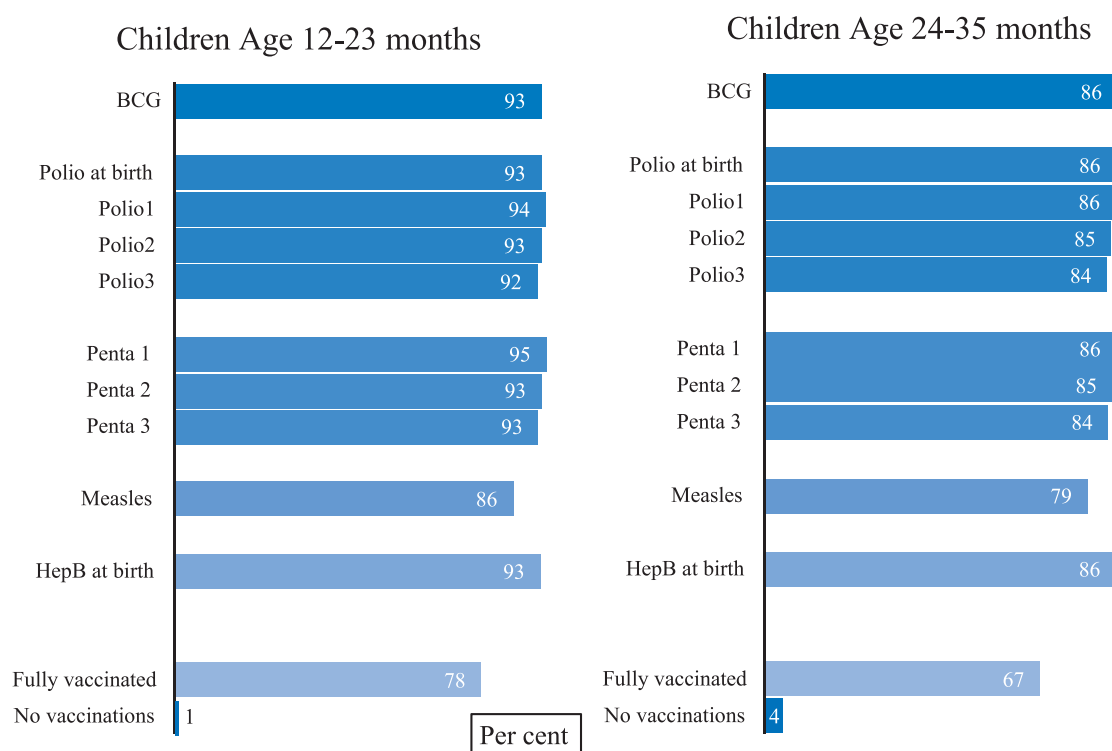 Children Age 12-23 months
BCG 93
Polio at birth 93
Polio1 94
Polio2 93
Polio3 92
Penta 1 95
Penta 2 93
Penta 3 93
Measles 86
HepB at birth 93
Fully vaccinated 78
No vaccinations 1
Per cent
Children Age 24-35 months
BCG 86
Polio at birth 86
Polio1 86
Polio2 85
Polio3 84
Penta 1 86
Penta 2 85
Penta 3 84
Measles 79
HepB at birth 86
Fully vaccinated 67
No vaccinations 4